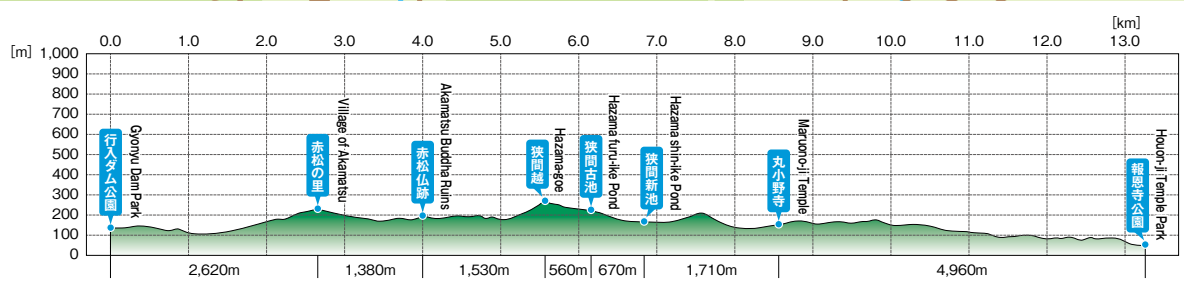 [km]
0.0 1.0 2.0 3.0 4.0 5.0 6.0 7.0 8.0 9.0 10.0 11.0 12.0 13.0
[m] 1,000
900
800
700
600
500
400
300
200
100
0
行入ダム公園
Gyonyu Dam Park
赤松の里
Village of Akamatsu
赤松仏跡
Akamatsu Buddha Ruins
狭間越
Hazama-goe
狭間古池
Hazama furu-ike Pond
狭間新池
Hazama shin-ike Pond
丸小野寺
Maruono-ji Temple
報恩寺公園
Houon-ji Temple Park
2,620m 1,380m 1,530m 560m 670m 1,710m 4,960m